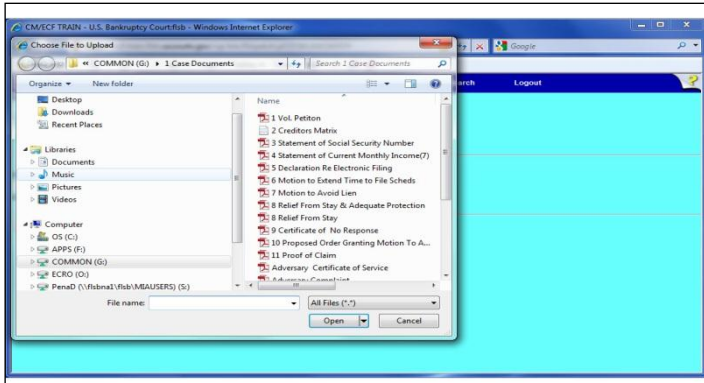 CM/ECF TRAIN - U.S. Bankruptcy Court:flsb - Windows Internet Explorer
Choose File to Upload
Google
« COMMON (G:) ▸ 1 Case Documents
Search 1 Case Documents
Organize
New folder
arch
Logout
Desktop
Downloads
Recent Places
Libraries
Documents
Music
Pictures
Videos
Computer
OS (C:)
APPS (F:)
COMMON (G:)
ECRO (O:)
PenaD (\\flsbna1\flsb\MIAUSERS) (S:)
Name
1 Vol. Petiton
2 Creditors Matrix
3 Statement of Social Security Number
4 Statement of Current Monthly Income(7)
5 Declaration Re Electronic Filing
6 Motion to Extend Time to File Scheds
7 Motion to Avoid Lien
8 Relief From Stay & Adequate Protection
8 Relief From Stay
9 Certificate of No Response
10 Proposed Order Granting Motion To A...
11 Proof of Claim
Adversary Certificate of Service
Adversary Complaint
File name:
All Files (*.*)
Open
Cancel